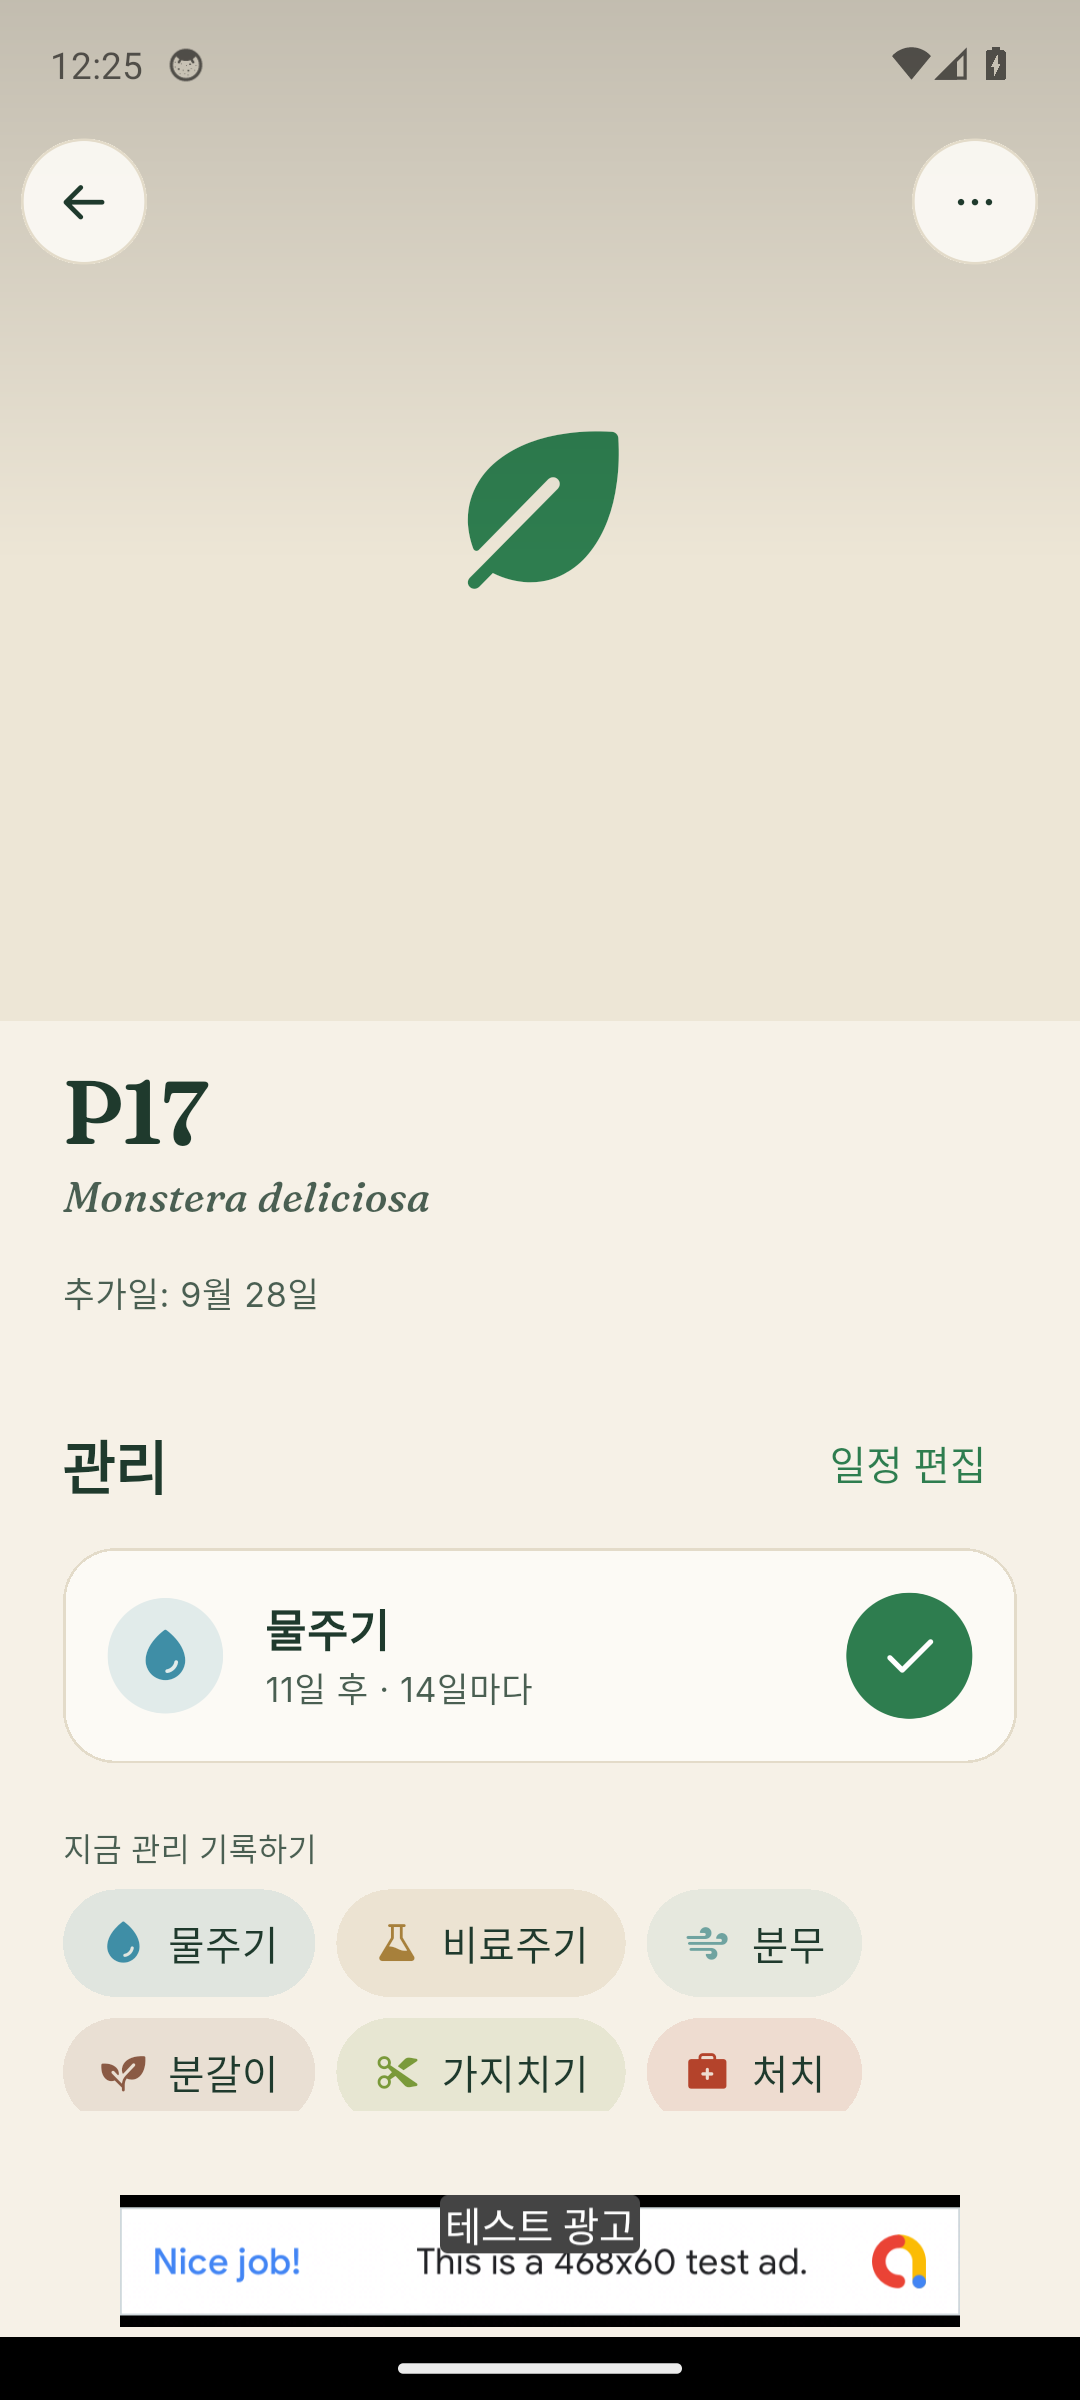 12:25
P17
Monstera deliciosa
추가일: 9월 28일
관리
일정 편집
물주기
11일 후 · 14일마다
지금 관리 기록하기
물주기
비료주기
분무
분갈이
가지치기
처치
테스트 광고
Nice job!
This is a 468x60 test ad.